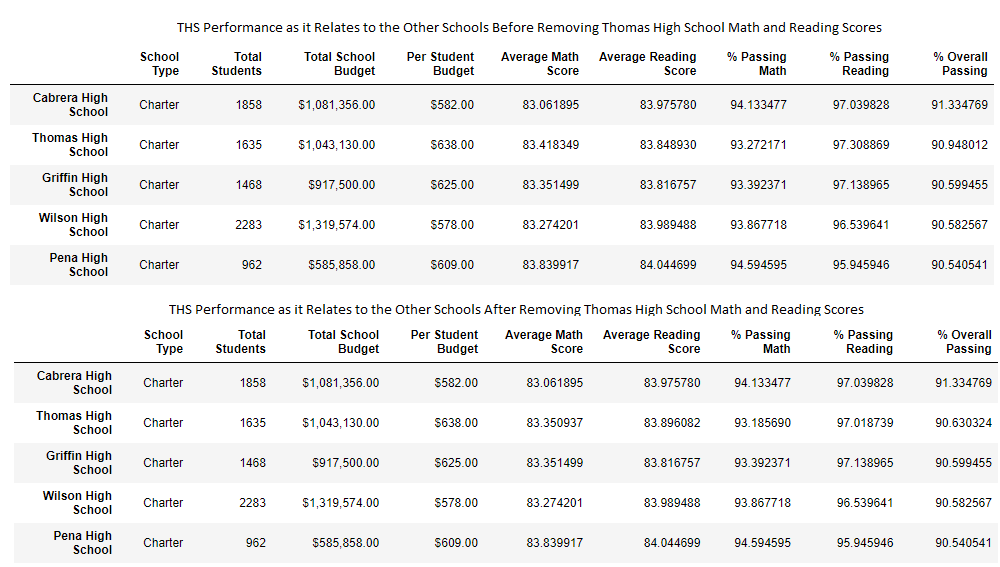 THS Performance as it Relates to the Other Schools Before Removing Thomas High School Math and Reading Scores
School Type Total Students Total School Budget Per Student Budget Average Math Score Average Reading Score % Passing Math % Passing Reading % Overall Passing
Cabrera High School Charter 1858 $1,081,356.00 $582.00 83.061895 83.975780 94.133477 97.039828 91.334769
Thomas High School Charter 1635 $1,043,130.00 $638.00 83.418349 83.848930 93.272171 97.308869 90.948012
Griffin High School Charter 1468 $917,500.00 $625.00 83.351499 83.816757 93.392371 97.138965 90.599455
Wilson High School Charter 2283 $1,319,574.00 $578.00 83.274201 83.989488 93.867718 96.539641 90.582567
Pena High School Charter 962 $585,858.00 $609.00 83.839917 84.044699 94.594595 95.945946 90.540541
THS Performance as it Relates to the Other Schools After Removing Thomas High School Math and Reading Scores
School Type Total Students Total School Budget Per Student Budget Average Math Score Average Reading Score % Passing Math % Passing Reading % Overall Passing
Cabrera High School Charter 1858 $1,081,356.00 $582.00 83.061895 83.975780 94.133477 97.039828 91.334769
Thomas High School Charter 1635 $1,043,130.00 $638.00 83.350937 83.896082 93.185690 97.018739 90.630324
Griffin High School Charter 1468 $917,500.00 $625.00 83.351499 83.816757 93.392371 97.138965 90.599455
Wilson High School Charter 2283 $1,319,574.00 $578.00 83.274201 83.989488 93.867718 96.539641 90.582567
Pena High School Charter 962 $585,858.00 $609.00 83.839917 84.044699 94.594595 95.945946 90.540541